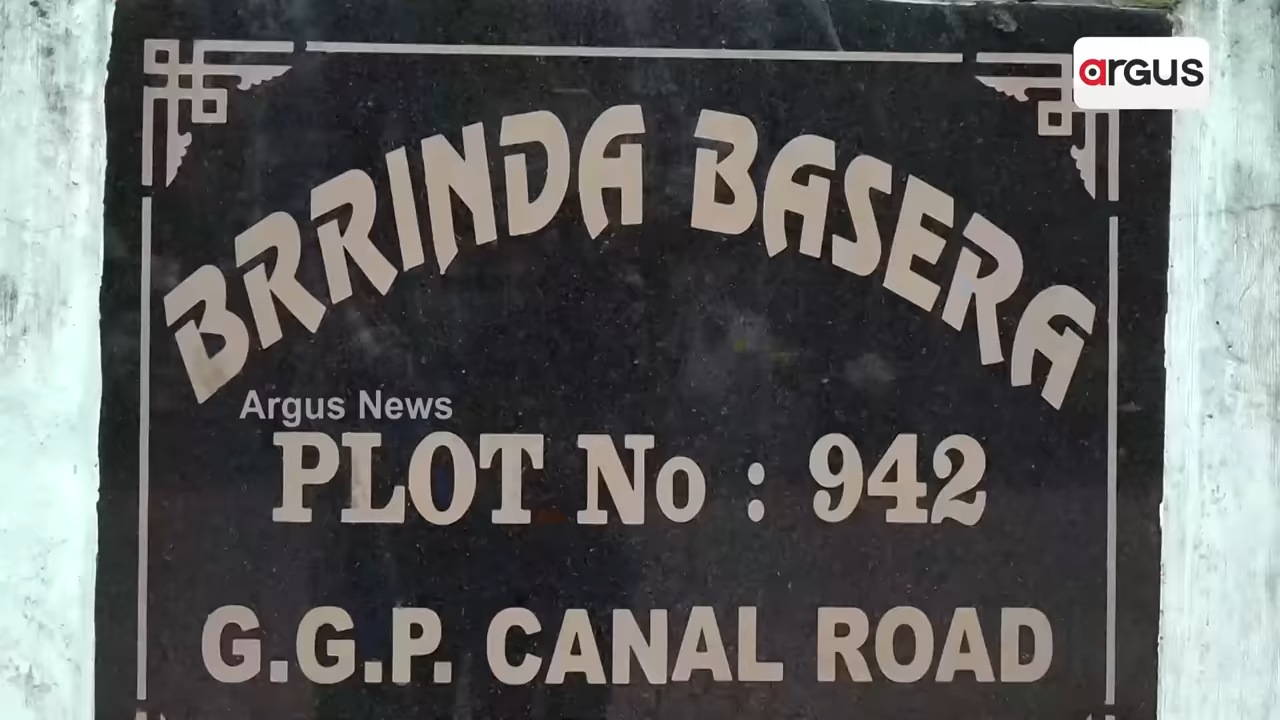 argus
BRRINDA BASERA
Argus News
PLOT No : 942
G.G.P. CANAL ROAD